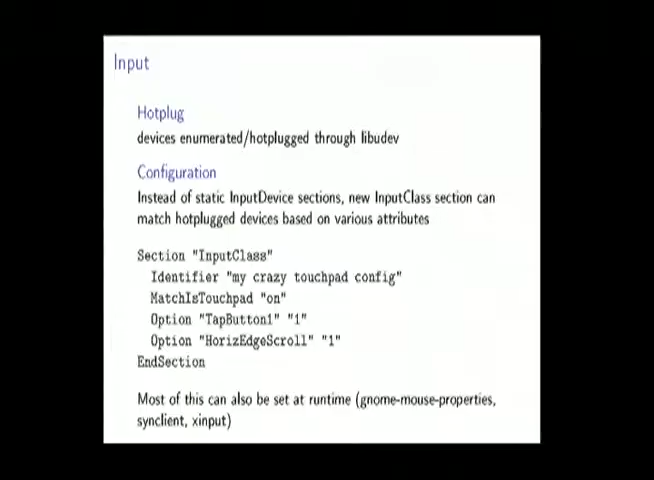 Input
Hotplug
devices enumerated/hotplugged through libudev
Configuration
Instead of static InputDevice sections, new InputClass section can
match hotplugged devices based on various attributes
Section "InputClass"
Identifier "my crazy touchpad config"
MatchIsTouchpad "on"
Option "TapButton1" "1"
Option "HorizEdgeScroll" "1"
EndSection
Most of this can also be set at runtime (gnome-mouse-properties,
synclient, xinput)